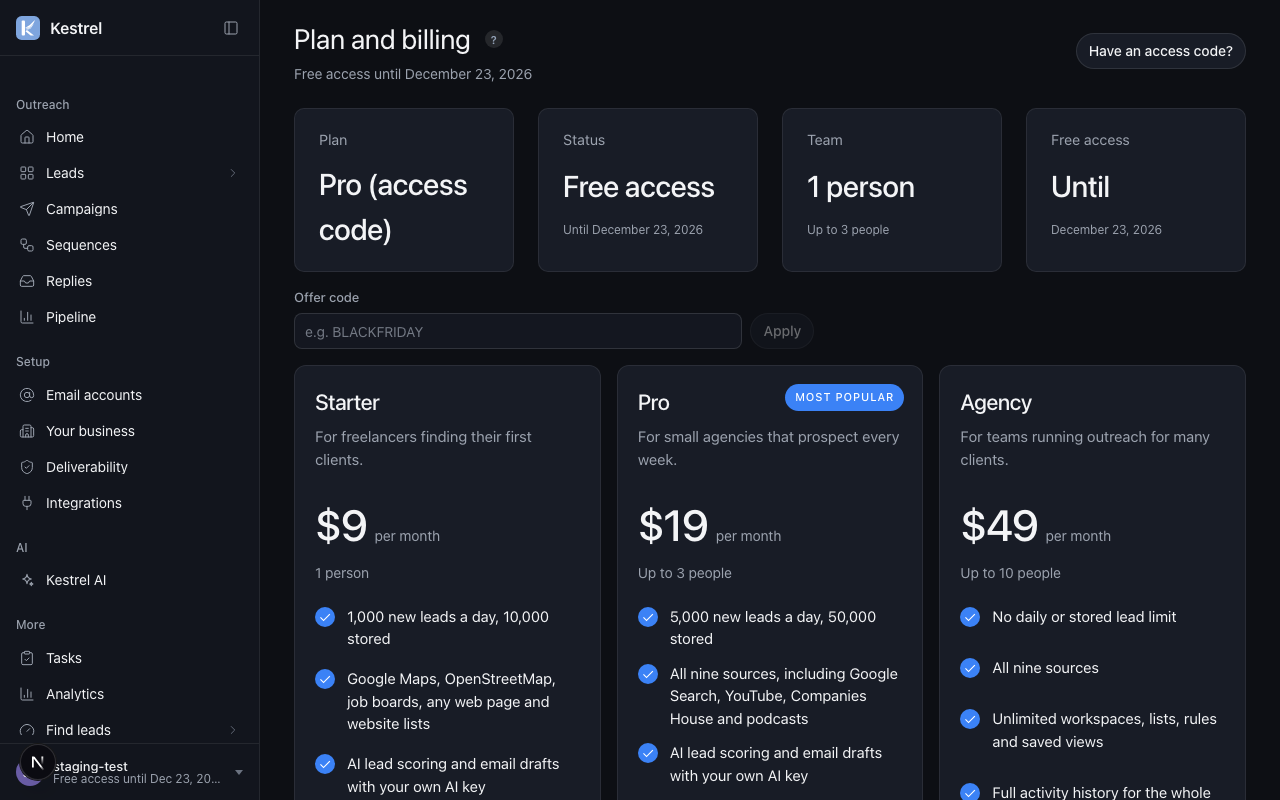 Kestrel
Outreach
Home
Leads
Campaigns
Sequences
Replies
Pipeline
Setup
Email accounts
Your business
Deliverability
Integrations
AI
Kestrel AI
More
Tasks
Analytics
Find leads
N
staging-test
Free access until Dec 23, 20...
Plan and billing
?
Free access until December 23, 2026
Have an access code?
Plan
Pro (access
code)
Status
Free access
Until December 23, 2026
Team
1 person
Up to 3 people
Free access
Until
December 23, 2026
Offer code
e.g. BLACKFRIDAY
Apply
Starter
For freelancers finding their first
clients.
$9 per month
1 person
1,000 new leads a day, 10,000
stored
Google Maps, OpenStreetMap,
job boards, any web page and
website lists
AI lead scoring and email drafts
with your own AI key
Pro
MOST POPULAR
For small agencies that prospect every
week.
$19 per month
Up to 3 people
5,000 new leads a day, 50,000
stored
All nine sources, including Google
Search, YouTube, Companies
House and podcasts
AI lead scoring and email drafts
with your own AI key
Agency
For teams running outreach for many
clients.
$49 per month
Up to 10 people
No daily or stored lead limit
All nine sources
Unlimited workspaces, lists, rules
and saved views
Full activity history for the whole